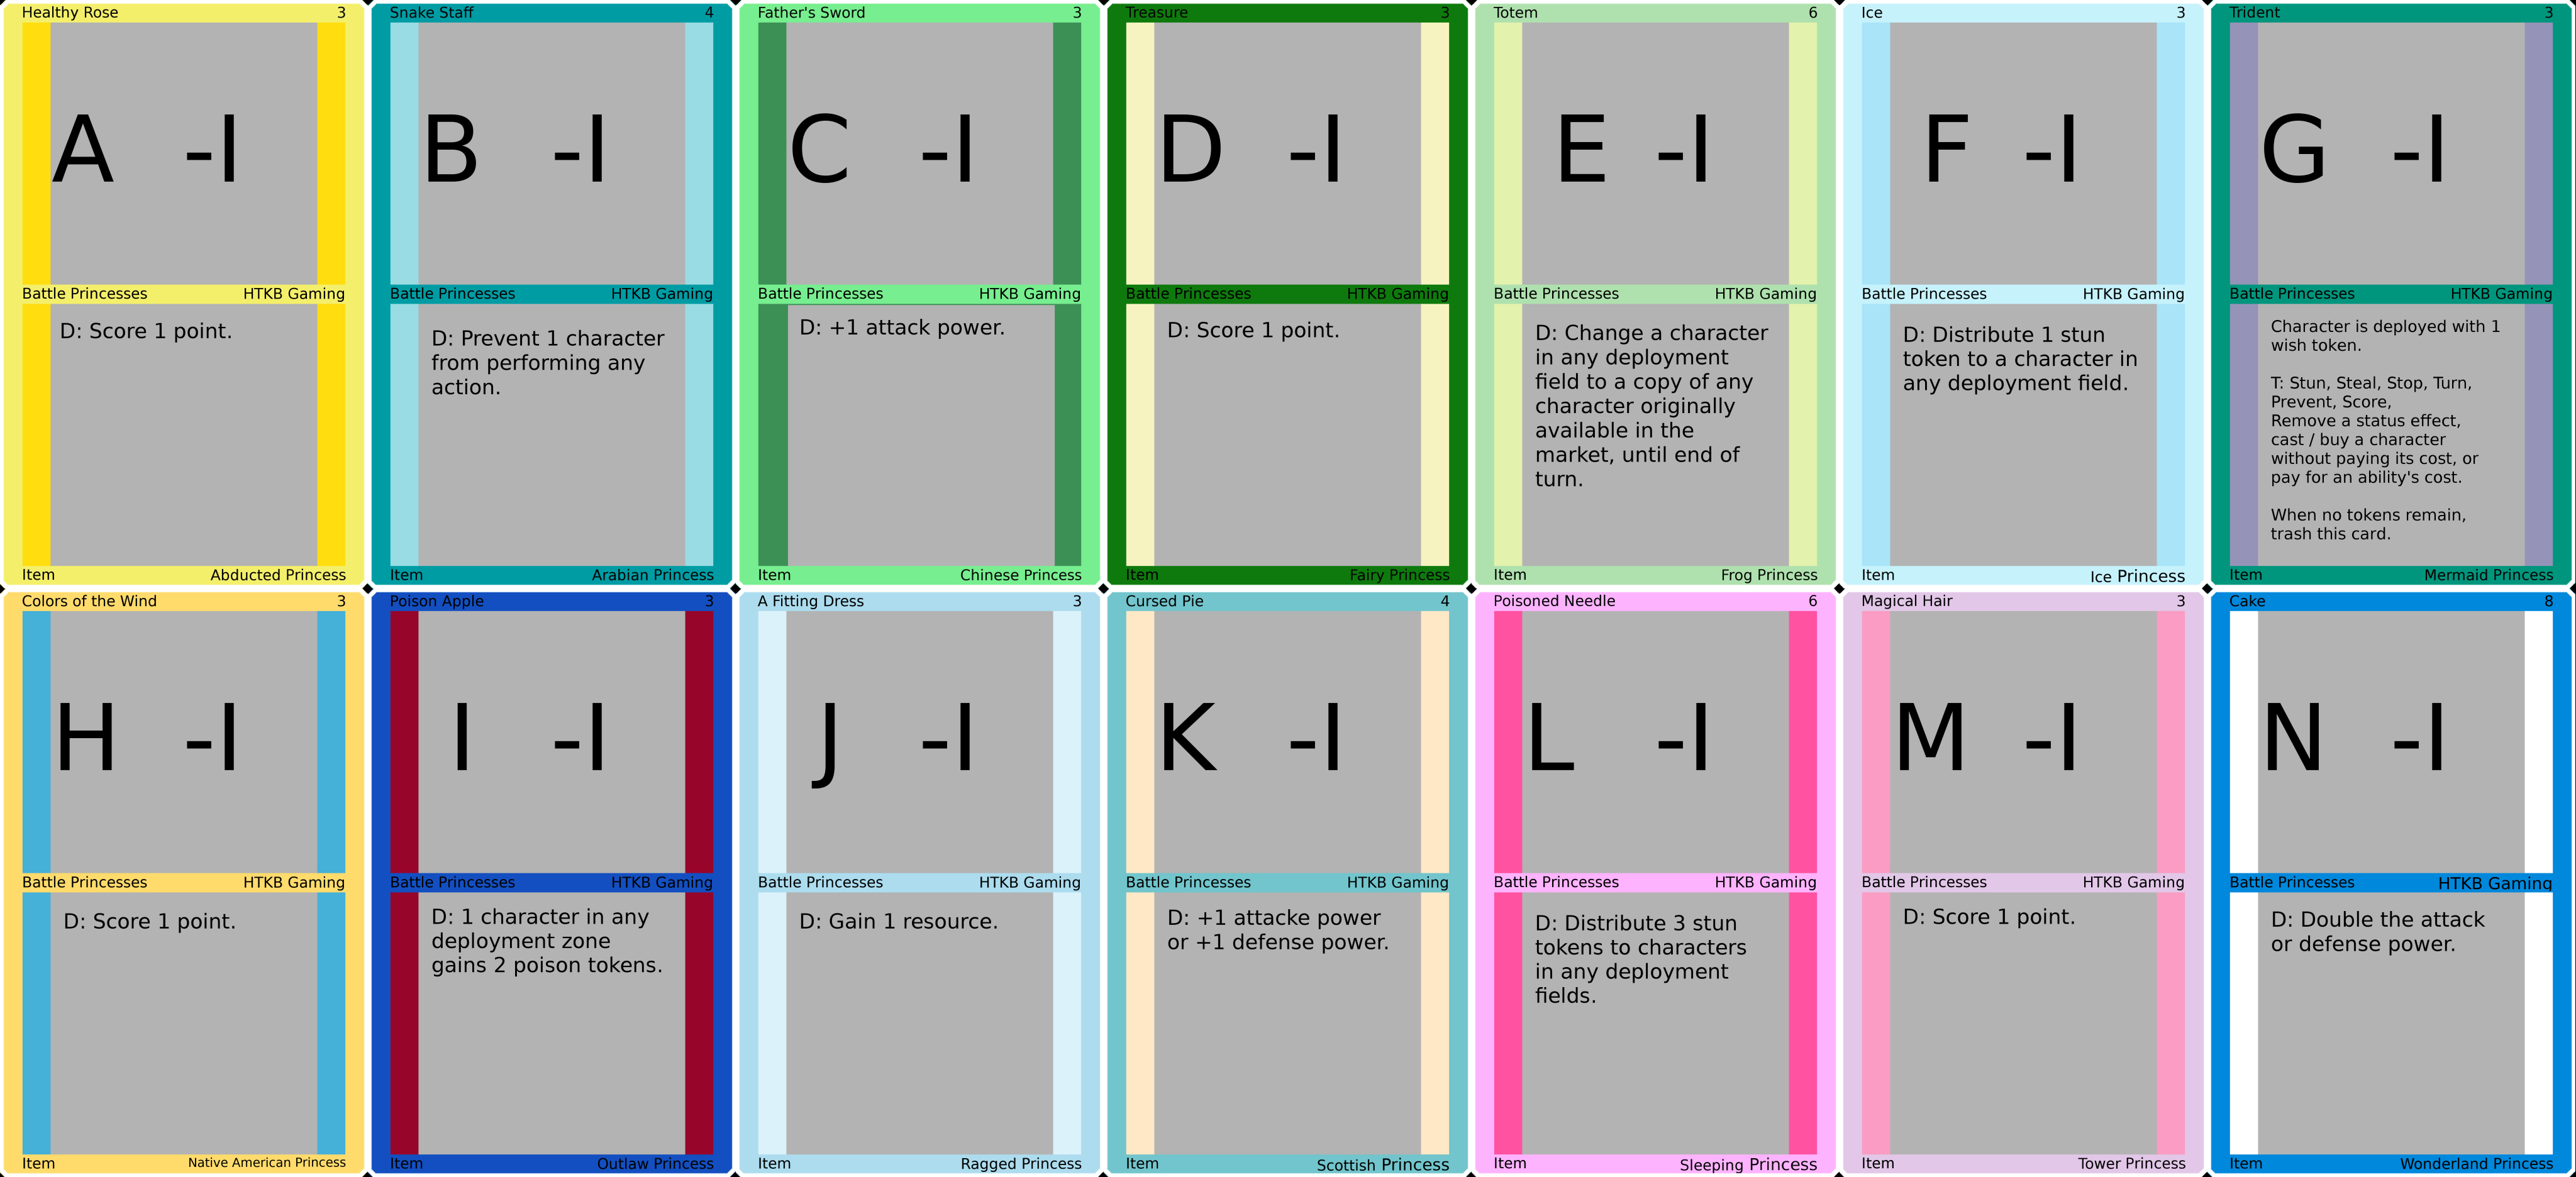 Healthy Rose 3
A -I
Battle Princesses HTKB Gaming
D: Score 1 point.
Item Abducted Princess
Snake Staff 4
B -I
Battle Princesses HTKB Gaming
D: Prevent 1 character
from performing any
action.
Item Arabian Princess
Father's Sword 3
C -I
Battle Princesses HTKB Gaming
D: +1 attack power.
Item Chinese Princess
Treasure 3
D -I
Battle Princesses HTKB Gaming
D: Score 1 point.
Item Fairy Princess
Totem 6
E -I
Battle Princesses HTKB Gaming
D: Change a character
in any deployment
field to a copy of any
character originally
available in the
market, until end of
turn.
Item Frog Princess
Ice 3
F -I
Battle Princesses HTKB Gaming
D: Distribute 1 stun
token to a character in
any deployment field.
Item Ice Princess
Trident 3
G -I
Battle Princesses HTKB Gaming
Character is deployed with 1
wish token.
T: Stun, Steal, Stop, Turn,
Prevent, Score,
Remove a status effect,
cast / buy a character
without paying its cost, or
pay for an ability's cost.
When no tokens remain,
trash this card.
Item Mermaid Princess
Colors of the Wind 3
H -I
Battle Princesses HTKB Gaming
D: Score 1 point.
Item Native American Princess
Poison Apple 3
I -I
Battle Princesses HTKB Gaming
D: 1 character in any
deployment zone
gains 2 poison tokens.
Item Outlaw Princess
A Fitting Dress 3
J -I
Battle Princesses HTKB Gaming
D: Gain 1 resource.
Item Ragged Princess
Cursed Pie 4
K -I
Battle Princesses HTKB Gaming
D: +1 attacke power
or +1 defense power.
Item Scottish Princess
Poisoned Needle 6
L -I
Battle Princesses HTKB Gaming
D: Distribute 3 stun
tokens to characters
in any deployment
fields.
Item Sleeping Princess
Magical Hair 3
M -I
Battle Princesses HTKB Gaming
D: Score 1 point.
Item Tower Princess
Cake 8
N -I
Battle Princesses HTKB Gaming
D: Double the attack
or defense power.
Item Wonderland Princess